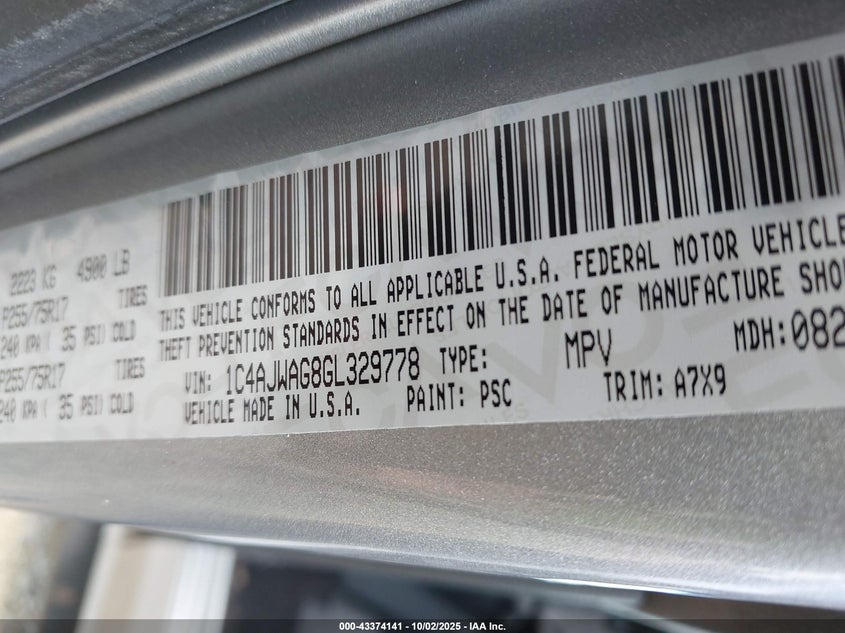 2223 KG 4900 LB
P255/75R17 TIRES
240 KPA ( 35 PSI) COLD
P255/75R17 TIRES
240 KPA ( 35 PSI) COLD
THIS VEHICLE CONFORMS TO ALL APPLICABLE U.S.A. FEDERAL MOTOR VEHICLE
THEFT PREVENTION STANDARDS IN EFFECT ON THE DATE OF MANUFACTURE SHO
VIN: 1C4AJWAG8GL329778 TYPE: MPV MDH: 082
VEHICLE MADE IN U.S.A. PAINT: PSC TRIM: A7X9
000-43374141 - 10/02/2025 - IAA Inc.